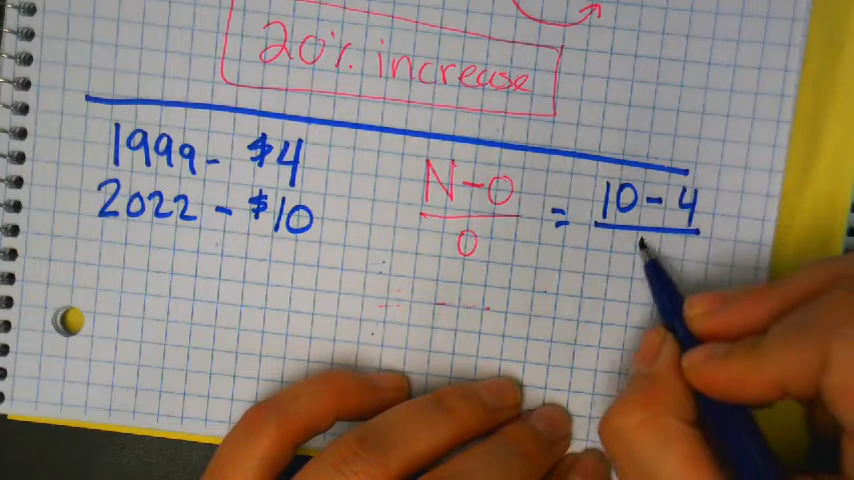 20% increase
1999- $4
2022 - $10
N-O
O
= 10-4